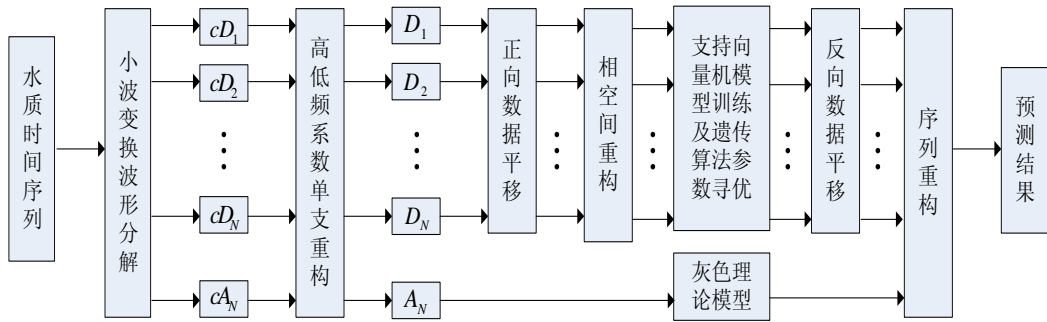 水质时间序列
小波变换波形分解
cD₁
cD₂
cD_N
cA_N
高低频系数单支重构
D₁
D₂
D_N
A_N
正向数据平移
相空间重构
支持向
量机模
型训练
及遗传
算法参
数寻优
灰色理
论模型
反向数据平移
序列重构
预测结果